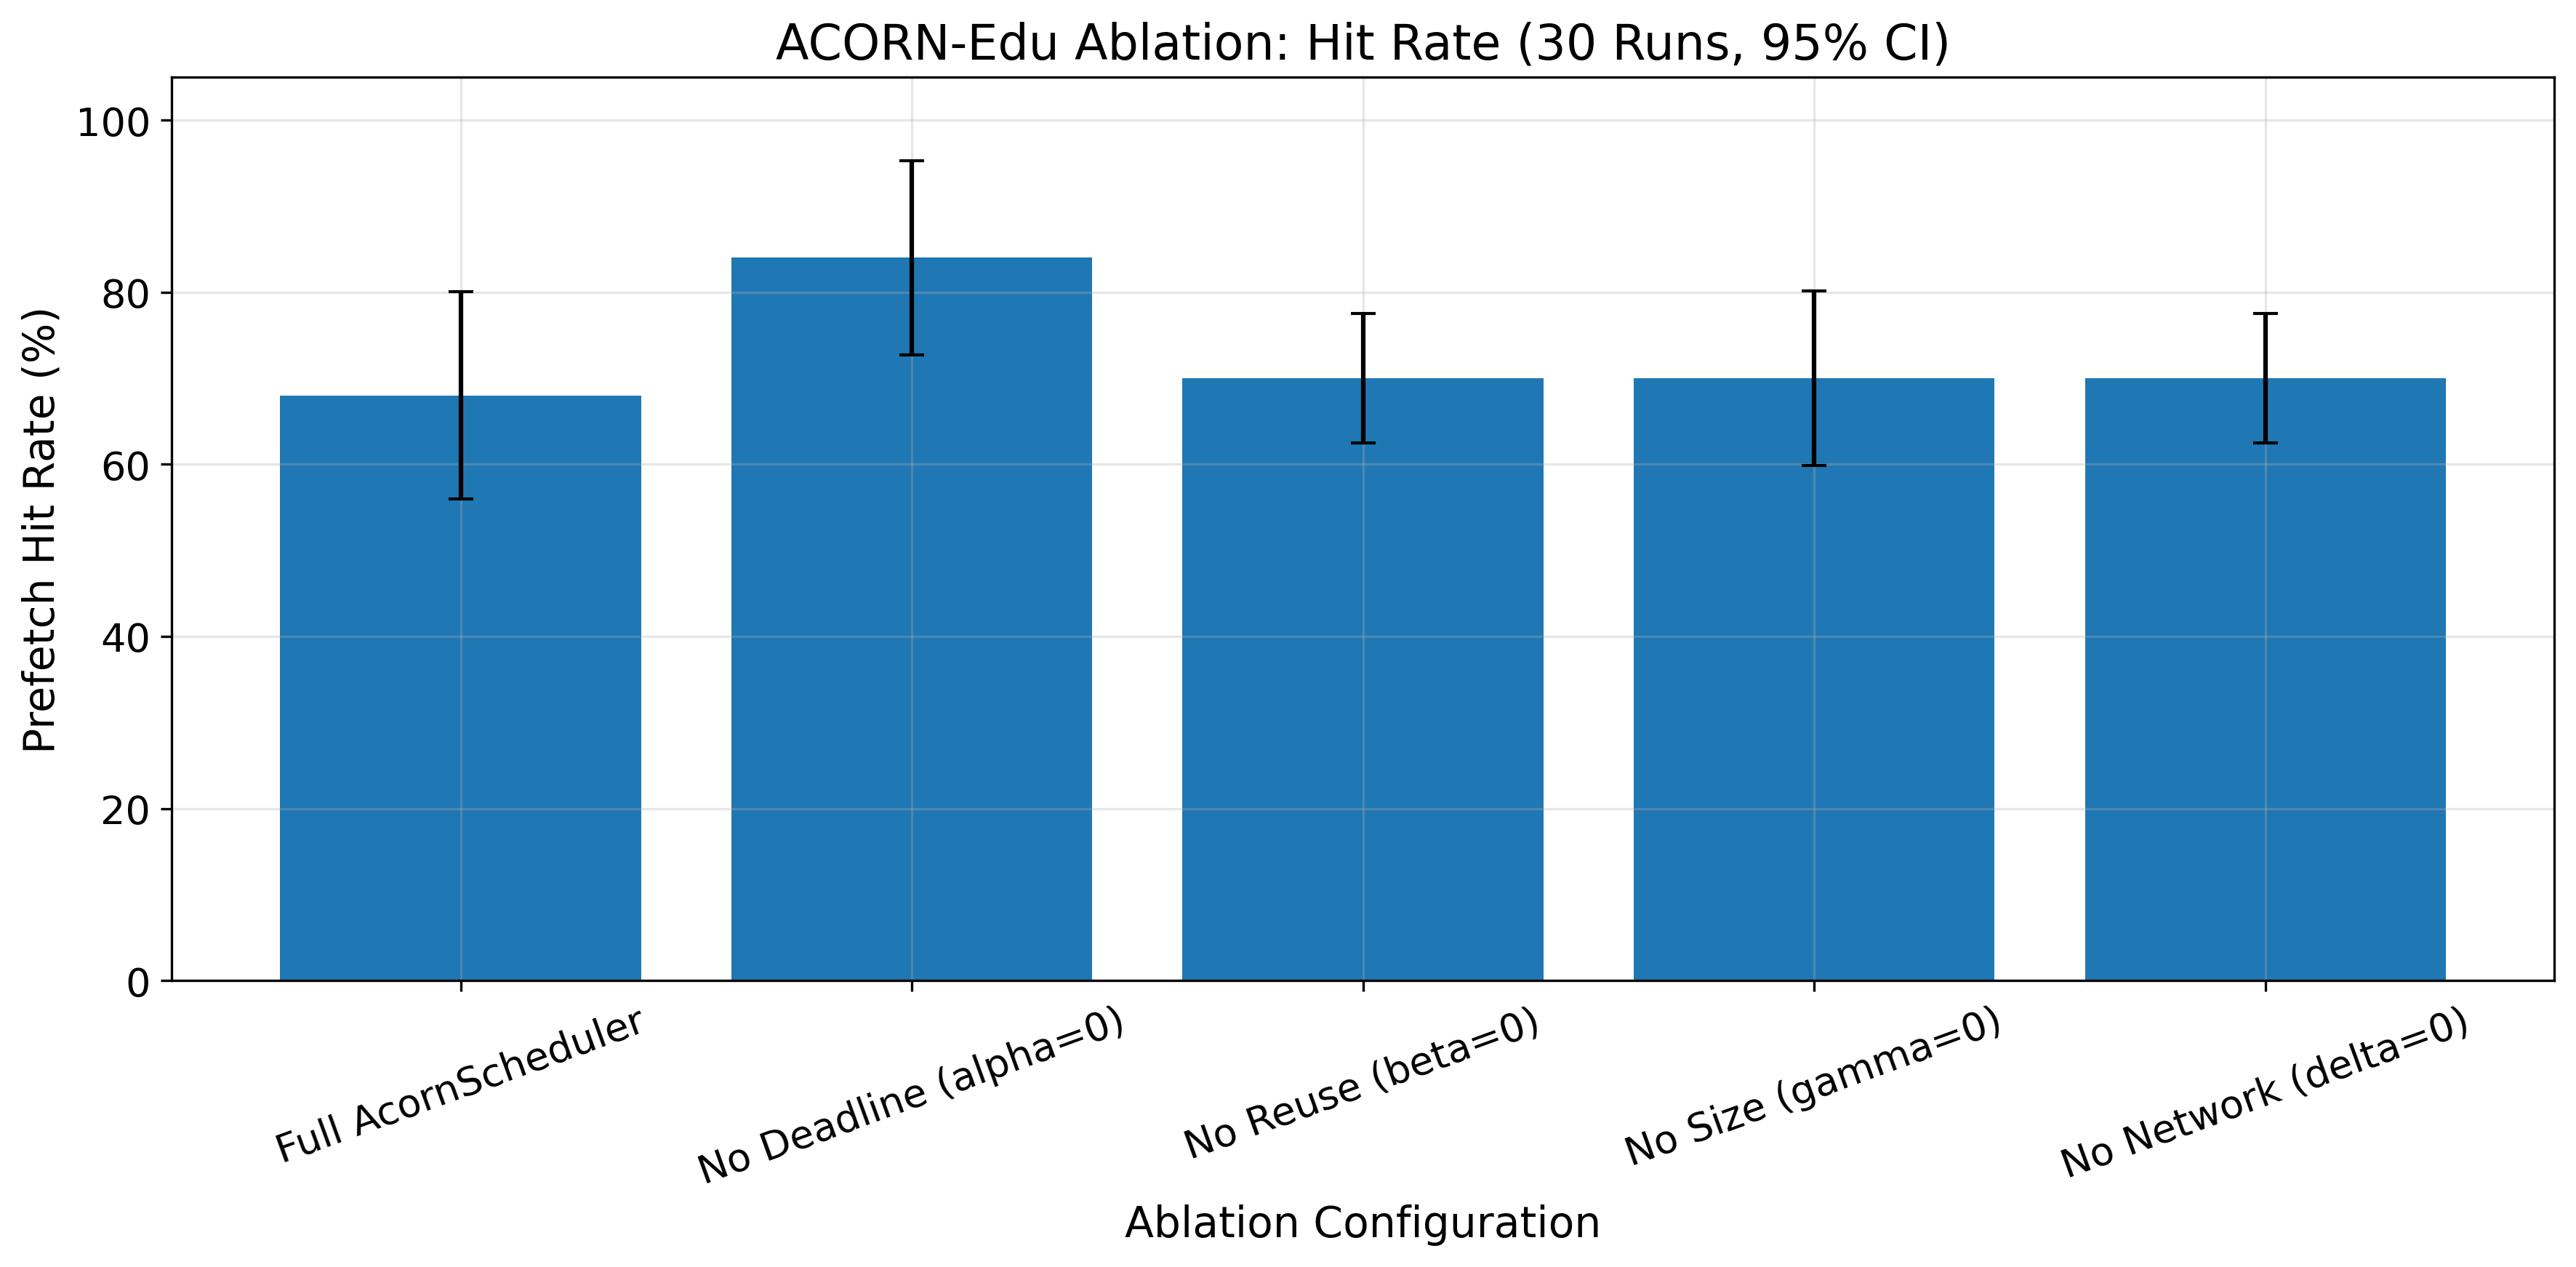 ACORN-Edu Ablation: Hit Rate (30 Runs, 95% CI)
Prefetch Hit Rate (%)
100
80
60
40
20
0
Full AcornScheduler
No Deadline (alpha=0)
No Reuse (beta=0)
No Size (gamma=0)
No Network (delta=0)
Ablation Configuration